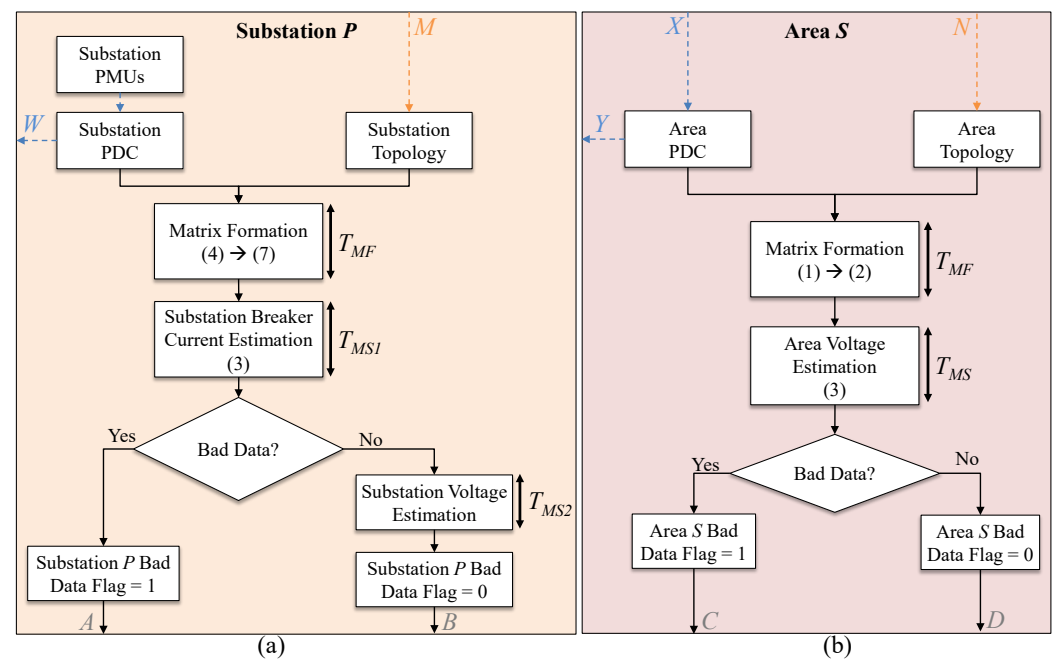 Substation P
M
Substation
PMUs
W
Substation
PDC
Substation
Topology
Matrix Formation
(4) → (7)
T_MF
Substation Breaker
Current Estimation
(3)
T_MS1
Bad Data?
Yes
No
Substation Voltage
Estimation
T_MS2
Substation P Bad
Data Flag = 1
Substation P Bad
Data Flag = 0
A
B
(a)
Area S
X
N
Y
Area
PDC
Area
Topology
Matrix Formation
(1) → (2)
T_MF
Area Voltage
Estimation
(3)
T_MS
Bad Data?
Yes
No
Area S Bad
Data Flag = 1
Area S Bad
Data Flag = 0
C
D
(b)